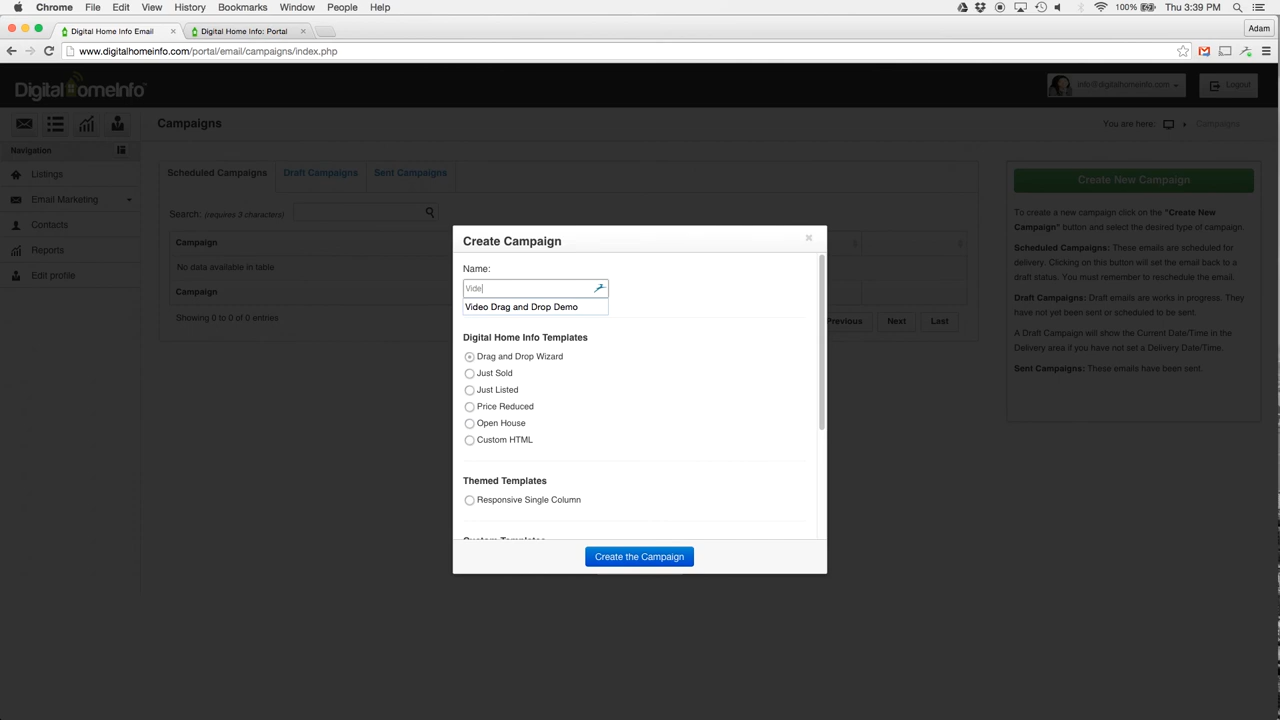 Chrome File Edit View History Bookmarks Window People Help 100% Thu 3:39 PM
Digital Home Info Email Digital Home Info: Portal Adam
www.digitalhomeinfo.com/portal/email/campaigns/index.php
DigitalHomeInfo info@digitalhomeinfo.com Logout
Campaigns You are here: Campaigns
Navigation
Listings
Email Marketing
Contacts
Reports
Edit profile
Scheduled Campaigns Draft Campaigns Sent Campaigns
Search: (requires 3 characters)
Campaign
No data available in table
Campaign
Showing 0 to 0 of 0 entries
Previous Next Last
Create Campaign
Name:
Vide
Video Drag and Drop Demo
Digital Home Info Templates
Drag and Drop Wizard
Just Sold
Just Listed
Price Reduced
Open House
Custom HTML
Themed Templates
Responsive Single Column
Custom Templates
Create the Campaign
Create New Campaign
To create a new campaign click on the "Create New
Campaign" button and select the desired type of campaign.
Scheduled Campaigns: These emails are scheduled for
delivery. Clicking on this button will set the email back to a
draft status. You must remember to reschedule the email.
Draft Campaigns: Draft emails are works in progress. They
have not yet been sent or scheduled to be sent.
A Draft Campaign will show the Current Date/Time in the
Delivery area if you have not set a Delivery Date/Time.
Sent Campaigns: These emails have been sent.